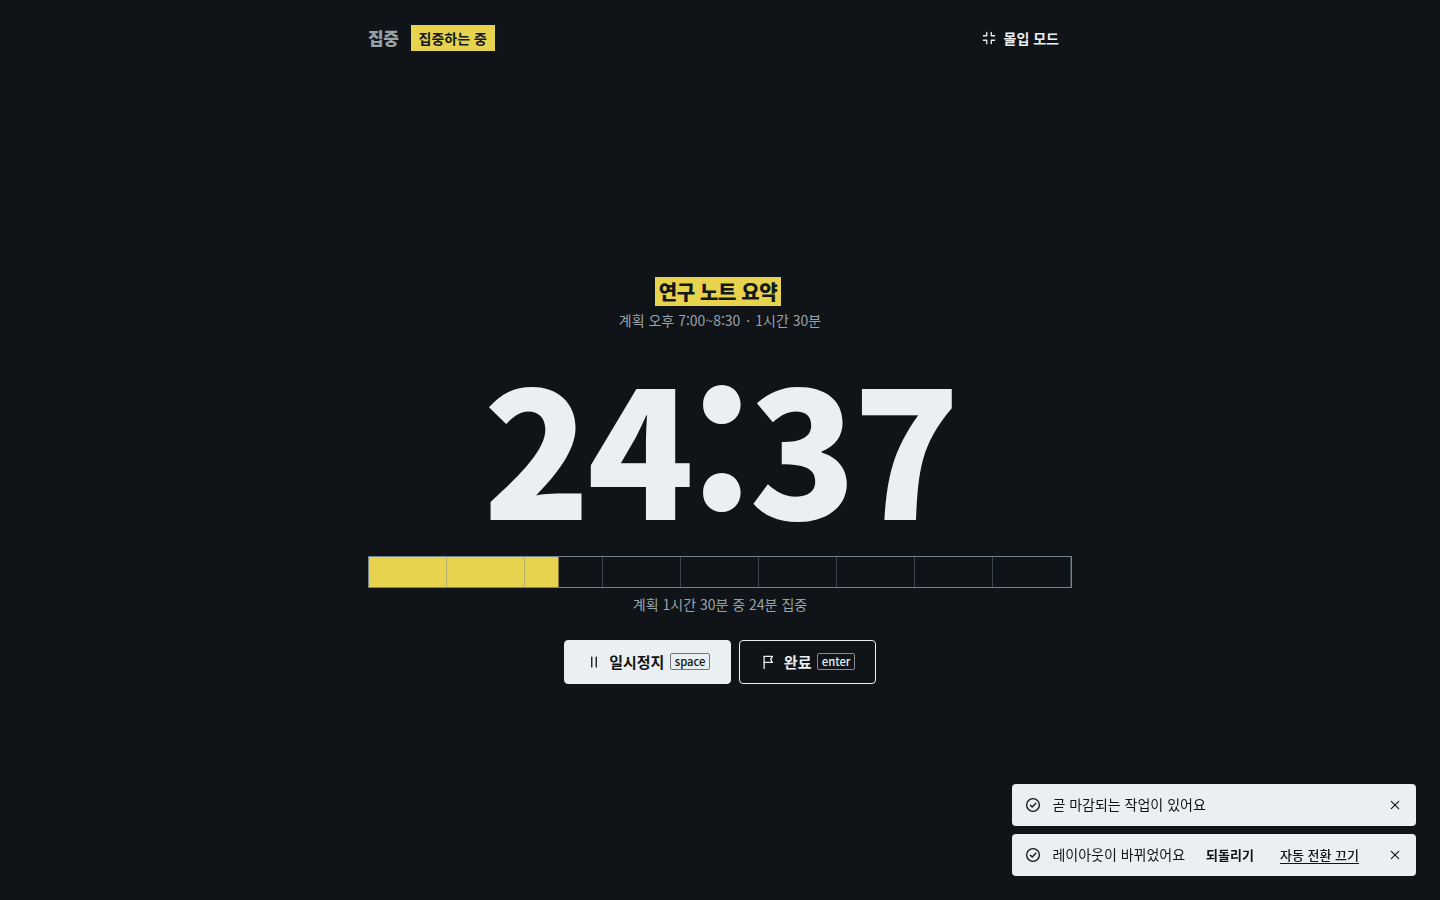 집중 집중하는 중 몰입 모드
연구 노트 요약
계획 오후 7:00~8:30 · 1시간 30분
24:37
계획 1시간 30분 중 24분 집중
일시정지 space 완료 enter
곧 마감되는 작업이 있어요
레이아웃이 바뀌었어요 되돌리기 자동 전환 끄기